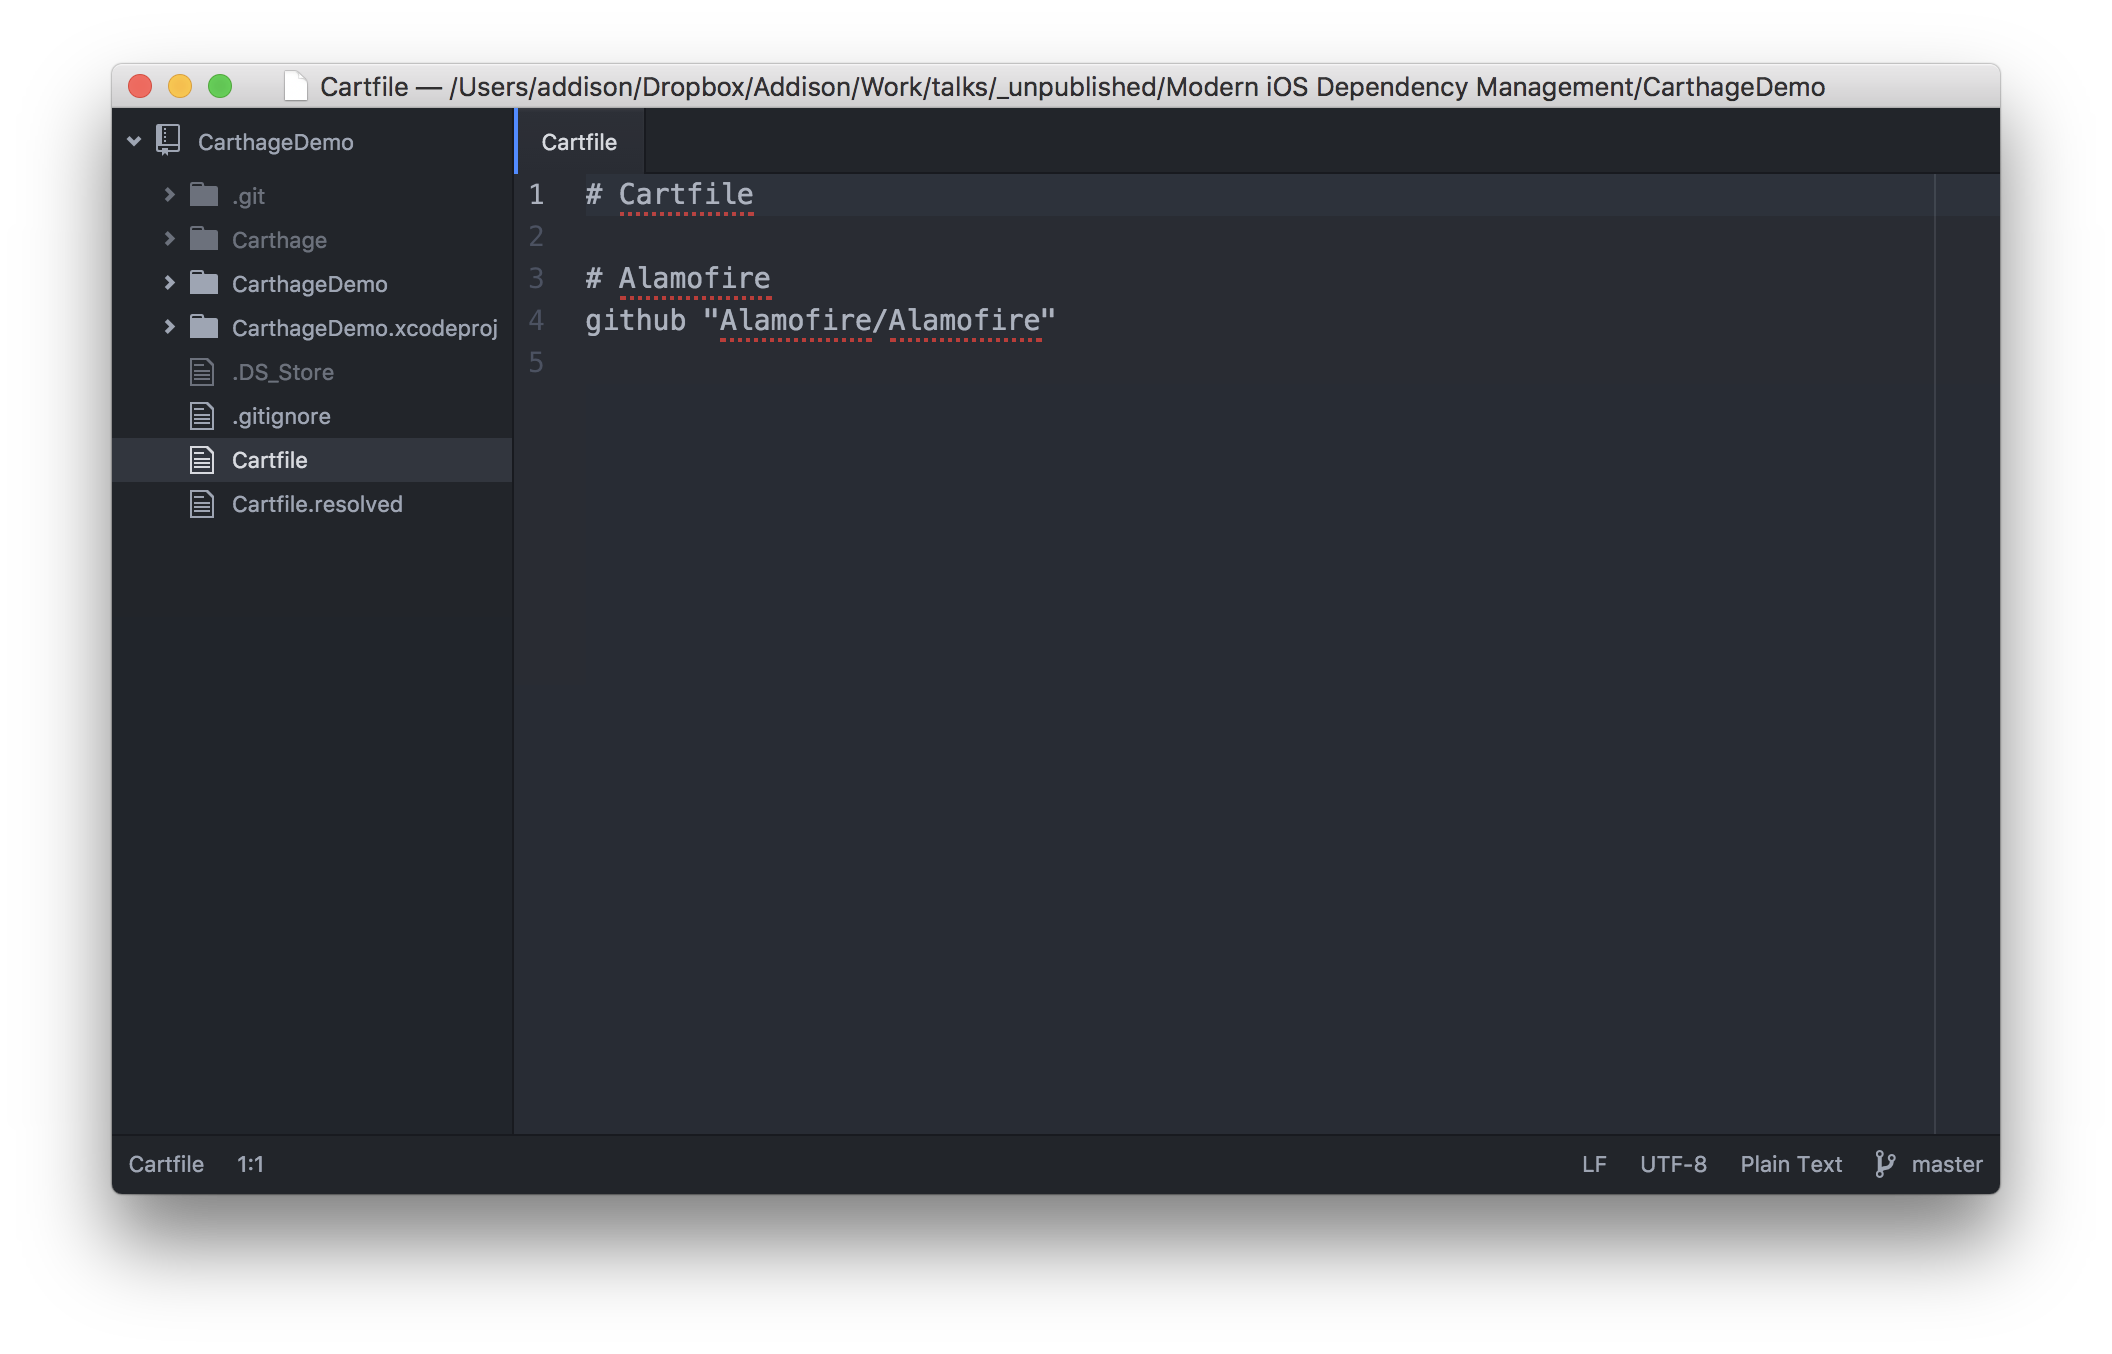 Cartfile — /Users/addison/Dropbox/Addison/Work/talks/_unpublished/Modern iOS Dependency Management/CarthageDemo
CarthageDemo
.git
Carthage
CarthageDemo
CarthageDemo.xcodeproj
.DS_Store
.gitignore
Cartfile
Cartfile.resolved
Cartfile
1 # Cartfile
2
3 # Alamofire
4 github "Alamofire/Alamofire"
5
Cartfile 1:1 LF UTF-8 Plain Text master